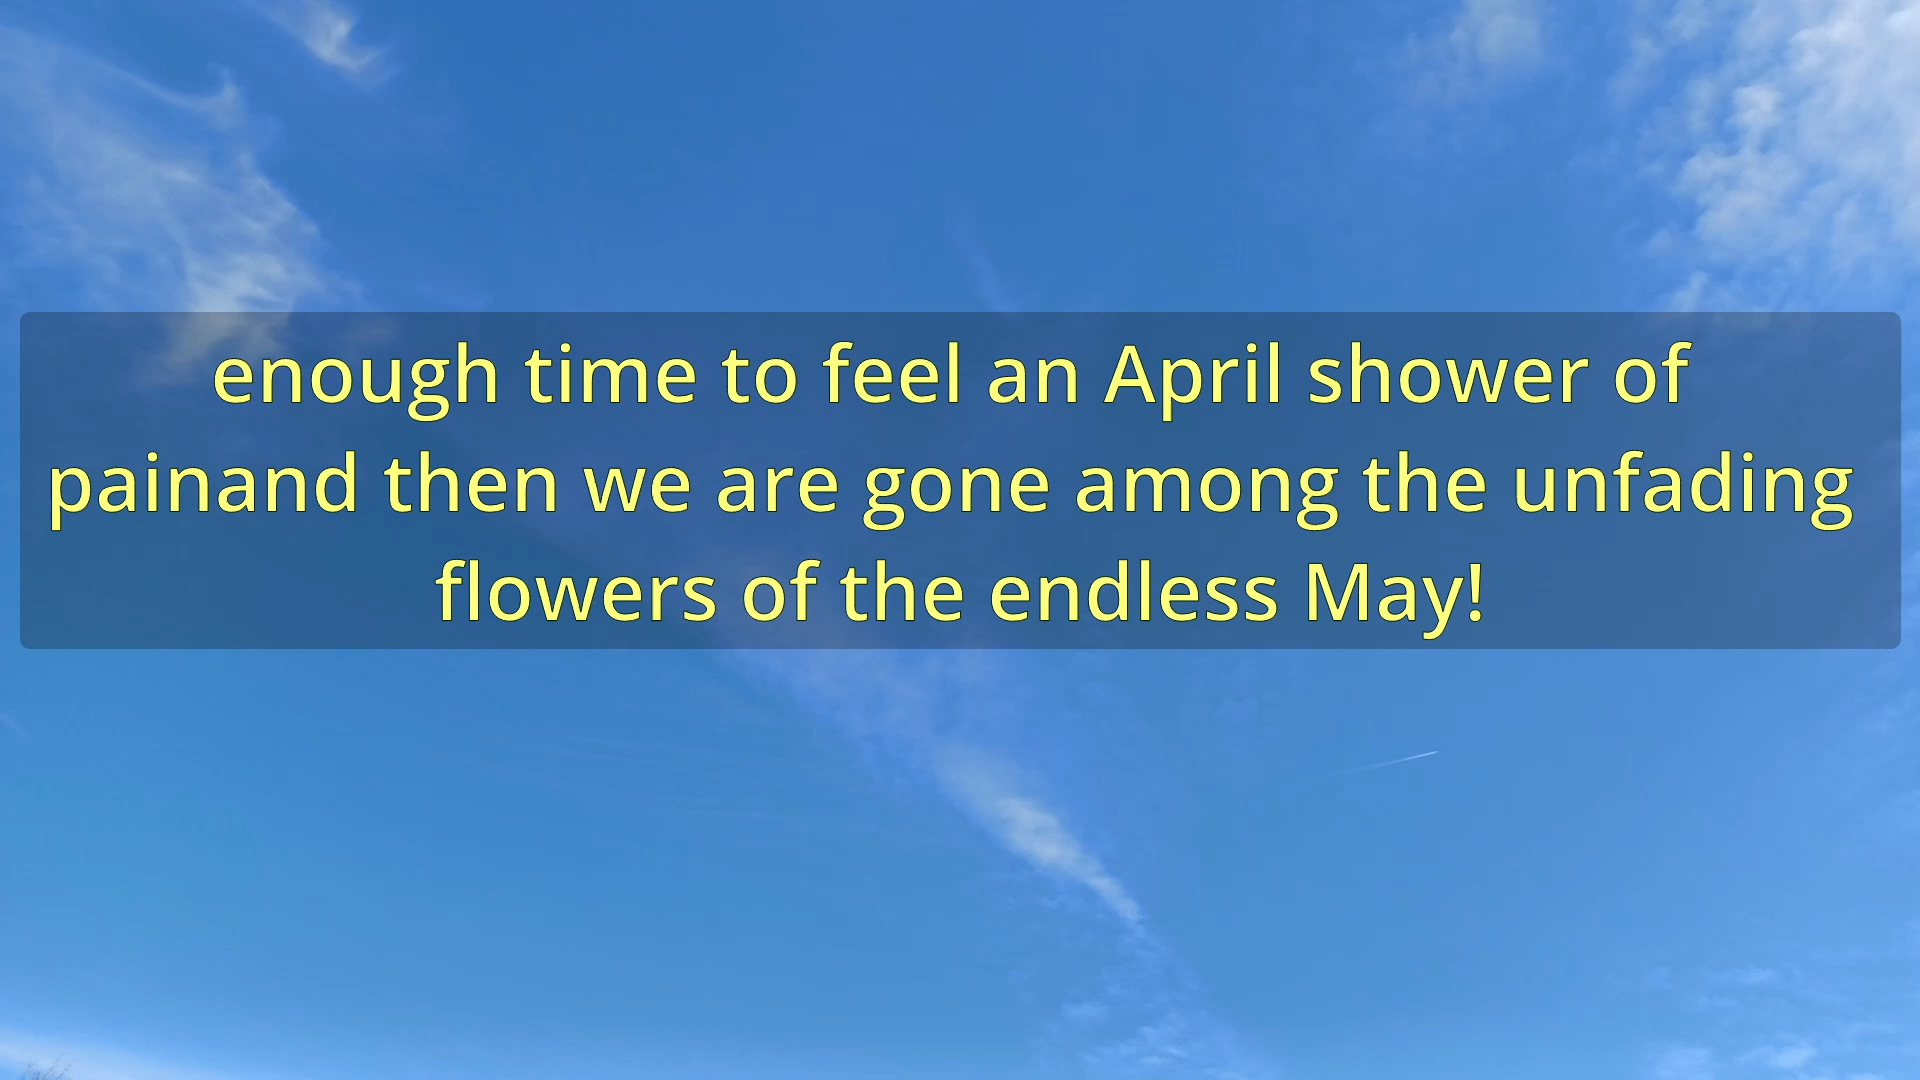 enough time to feel an April shower of
painand then we are gone among the unfading
flowers of the endless May!